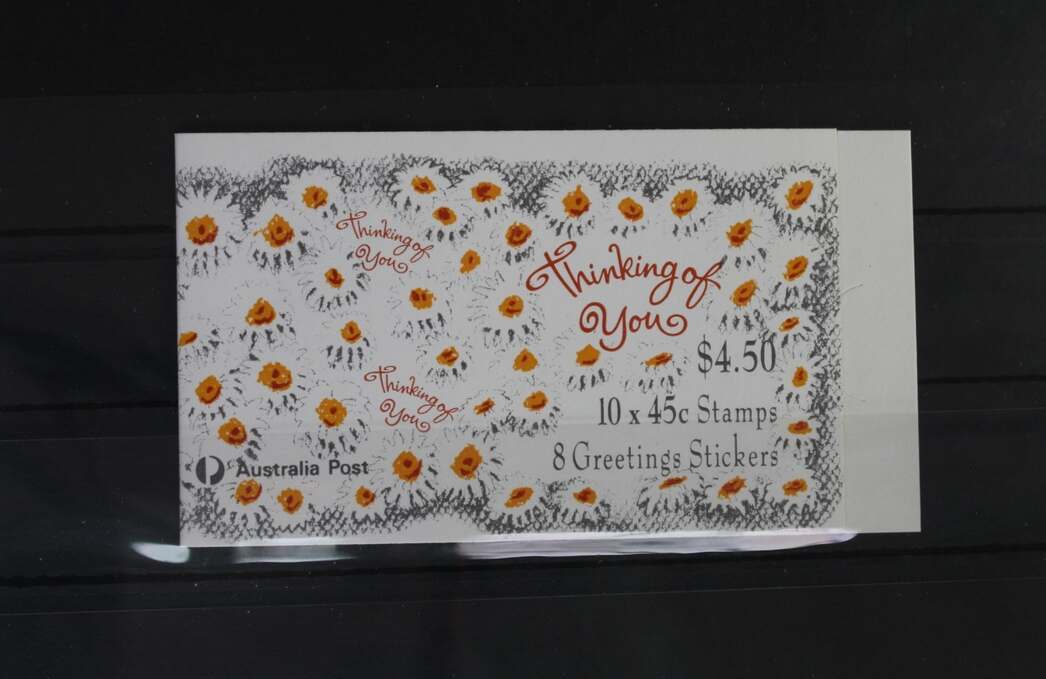 Thinking of
You
Thinking of
You
$4.50
Thinking of
You
10 x 45c Stamps
8 Greetings Stickers
Australia Post